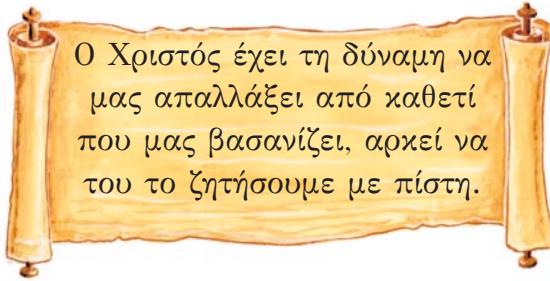 Ο Χριστός έχει τη δύναμη να
μας απαλλάξει από καθετί
που μας βασανίζει, αρκεί να
του το ζητήσουμε με πίστη.